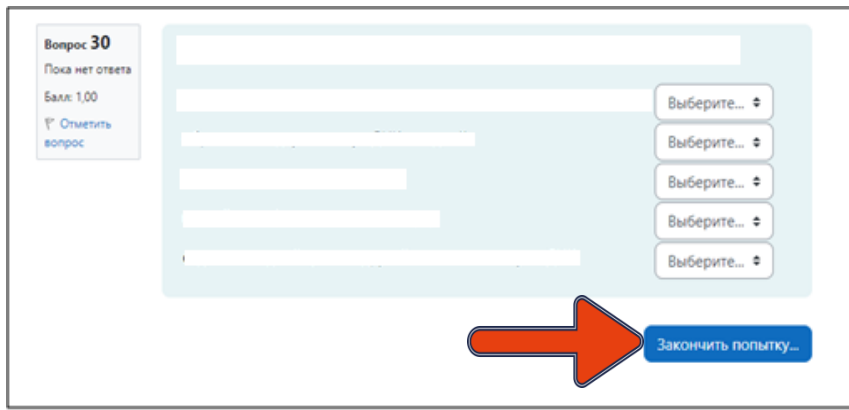 Вопрос 30
Пока нет ответа
Балл: 1,00
Отметить
вопрос
Выберите...
Выберите...
Выберите...
Выберите...
Выберите...
Закончить попытку...